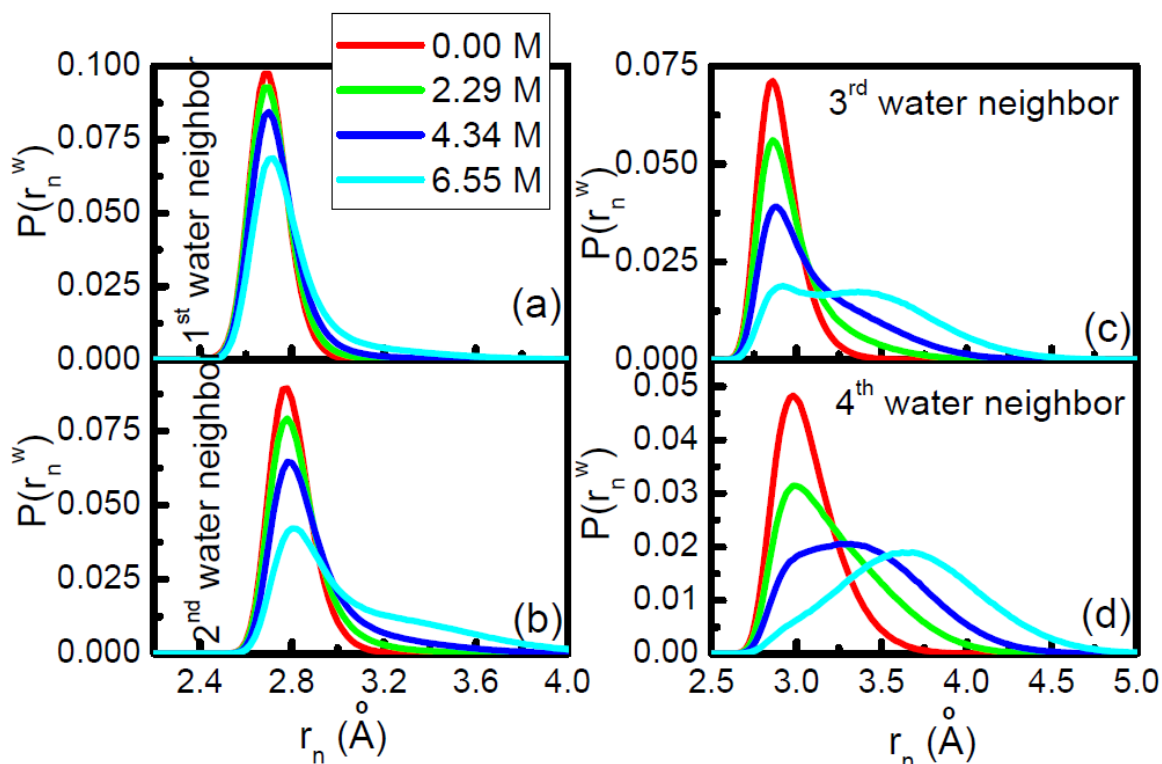 0.00 M
2.29 M
4.34 M
6.55 M
0.100
0.075
0.050
0.025
0.000
P(r_n^w)
1st water neighbor
(a)
0.075
0.050
0.025
0.000
P(r_n^w)
2nd water neighbor
(b)
2.4 2.8 3.2 3.6 4.0
r_n (Å)
0.075
0.050
0.025
0.000
P(r_n^w)
3rd water neighbor
(c)
0.05
0.04
0.03
0.02
0.01
0.00
P(r_n^w)
4th water neighbor
(d)
2.5 3.0 3.5 4.0 4.5 5.0
r_n (Å)